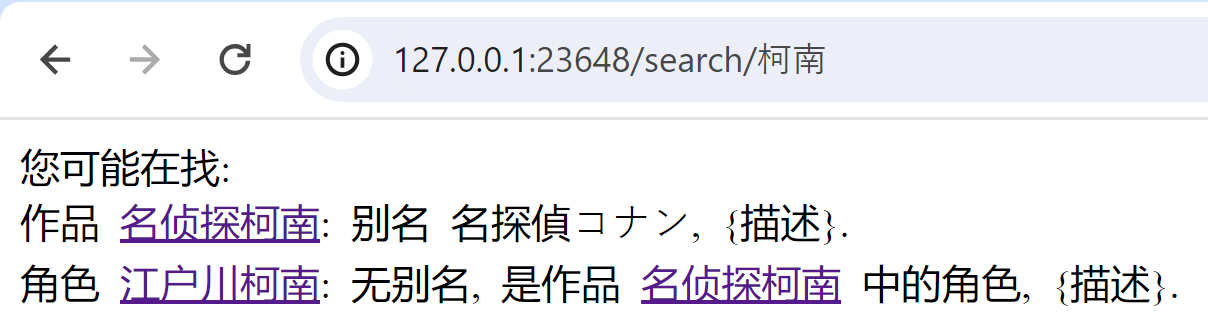 127.0.0.1:23648/search/柯南
您可能在找:
作品 名侦探柯南: 别名 名探偵コナン, {描述}.
角色 江户川柯南: 无别名, 是作品 名侦探柯南 中的角色, {描述}.